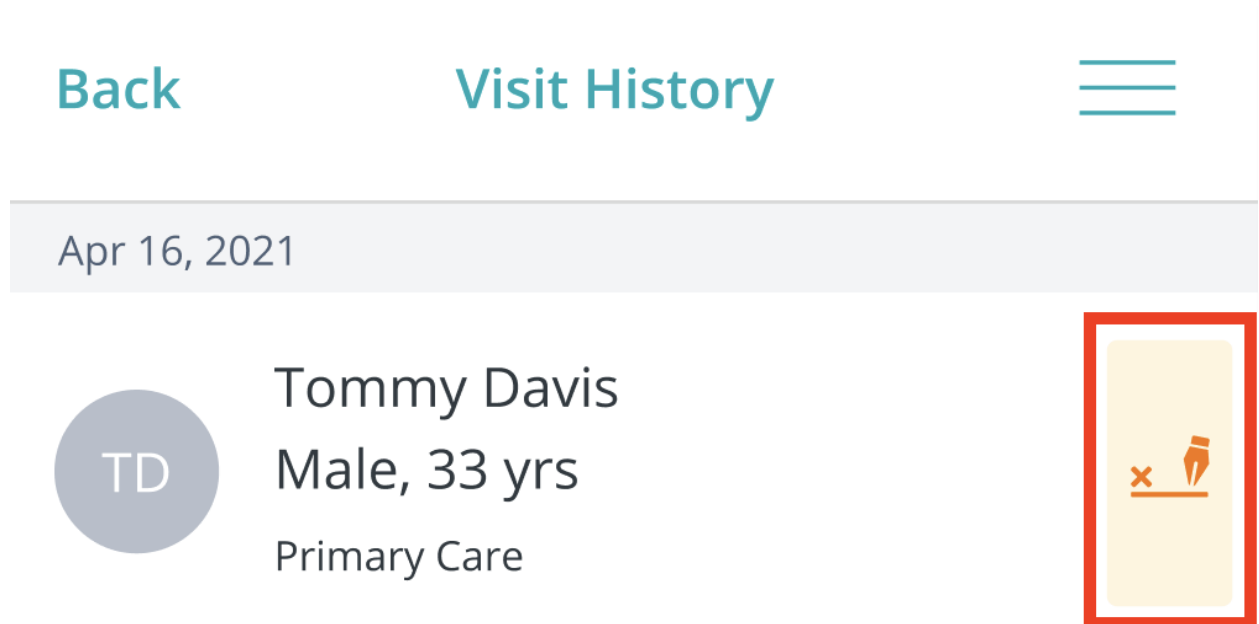 Back Visit History
Apr 16, 2021
Tommy Davis
TD
Male, 33 yrs
Primary Care